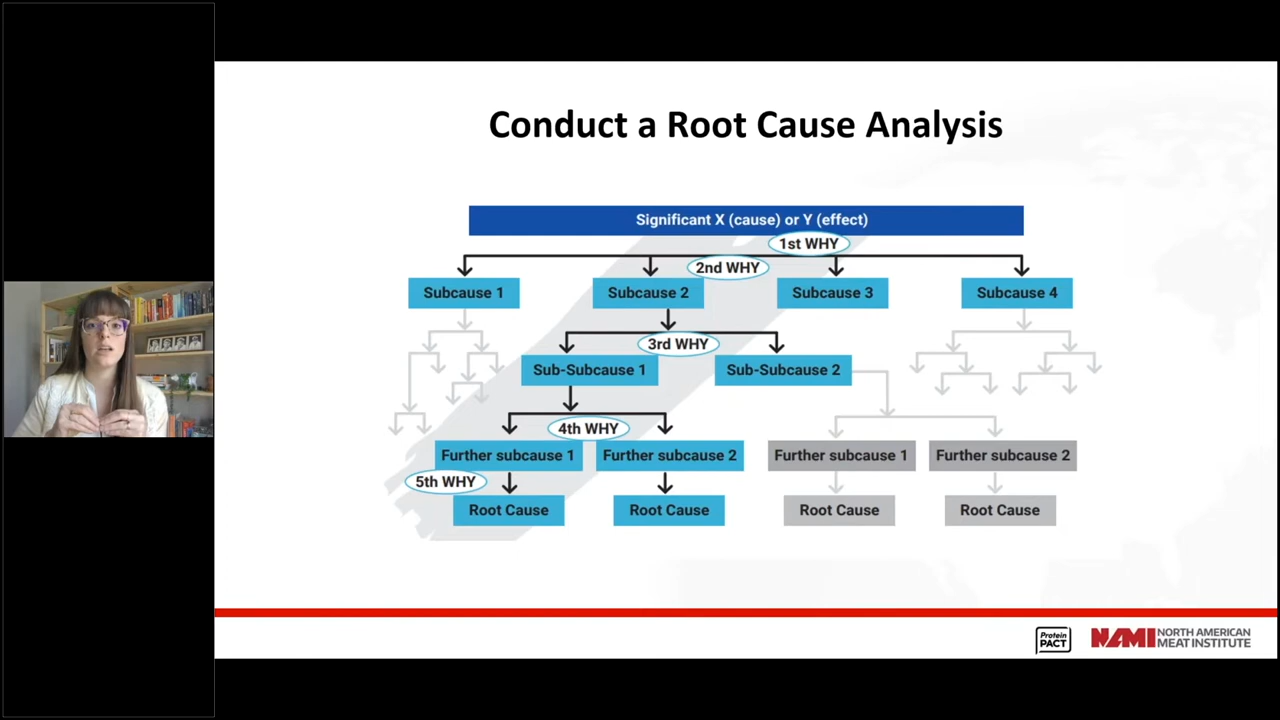 Conduct a Root Cause Analysis
Significant X (cause) or Y (effect)
1st WHY
2nd WHY
Subcause 1
Subcause 2
Subcause 3
Subcause 4
3rd WHY
Sub-Subcause 1
Sub-Subcause 2
4th WHY
Further subcause 1
Further subcause 2
Further subcause 1
Further subcause 2
5th WHY
Root Cause
Root Cause
Root Cause
Root Cause
Protein
PACT
NAMI
NORTH AMERICAN
MEAT INSTITUTE